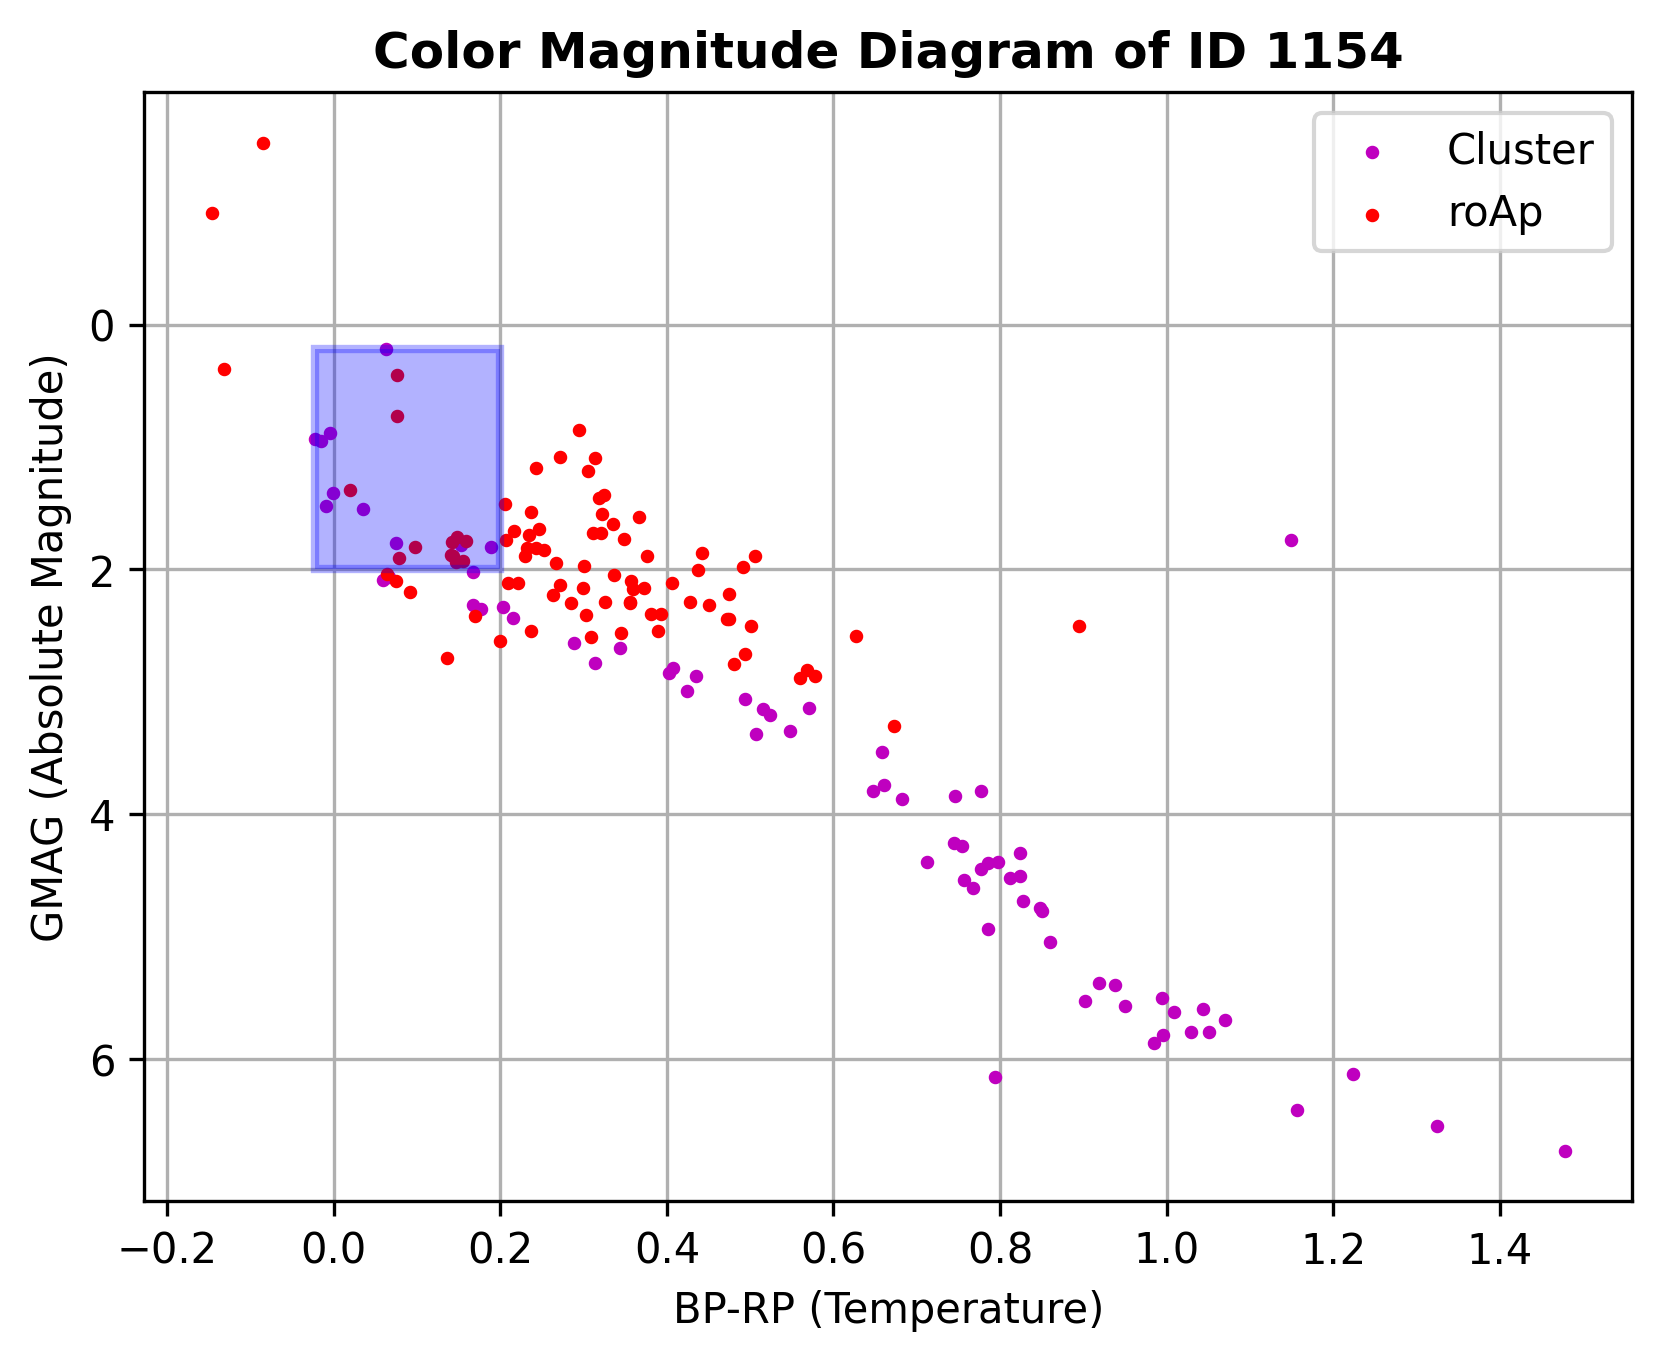 Color Magnitude Diagram of ID 1154
Cluster
roAp
GMAG (Absolute Magnitude)
0
2
4
6
−0.2 0.0 0.2 0.4 0.6 0.8 1.0 1.2 1.4
BP-RP (Temperature)